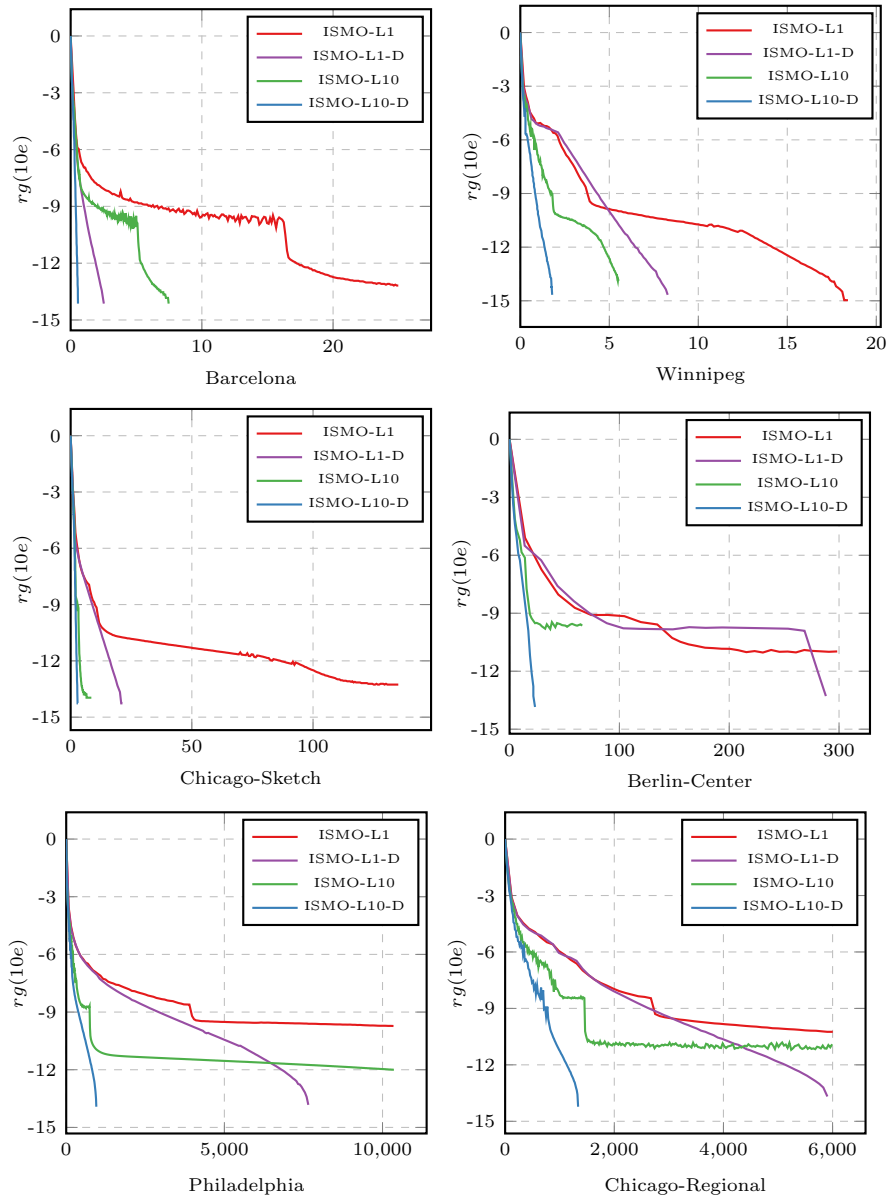 ISMO-L1
ISMO-L1-D
ISMO-L10
ISMO-L10-D
0
-3
-6
-9
-12
-15
rg(10e)
0
10
20
Barcelona
ISMO-L1
ISMO-L1-D
ISMO-L10
ISMO-L10-D
0
-3
-6
-9
-12
-15
rg(10e)
0
5
10
15
20
Winnipeg
ISMO-L1
ISMO-L1-D
ISMO-L10
ISMO-L10-D
0
-3
-6
-9
-12
-15
rg(10e)
0
50
100
Chicago-Sketch
ISMO-L1
ISMO-L1-D
ISMO-L10
ISMO-L10-D
0
-3
-6
-9
-12
-15
rg(10e)
0
100
200
300
Berlin-Center
ISMO-L1
ISMO-L1-D
ISMO-L10
ISMO-L10-D
0
-3
-6
-9
-12
-15
rg(10e)
0
5,000
10,000
Philadelphia
ISMO-L1
ISMO-L1-D
ISMO-L10
ISMO-L10-D
0
-3
-6
-9
-12
-15
rg(10e)
0
2,000
4,000
6,000
Chicago-Regional